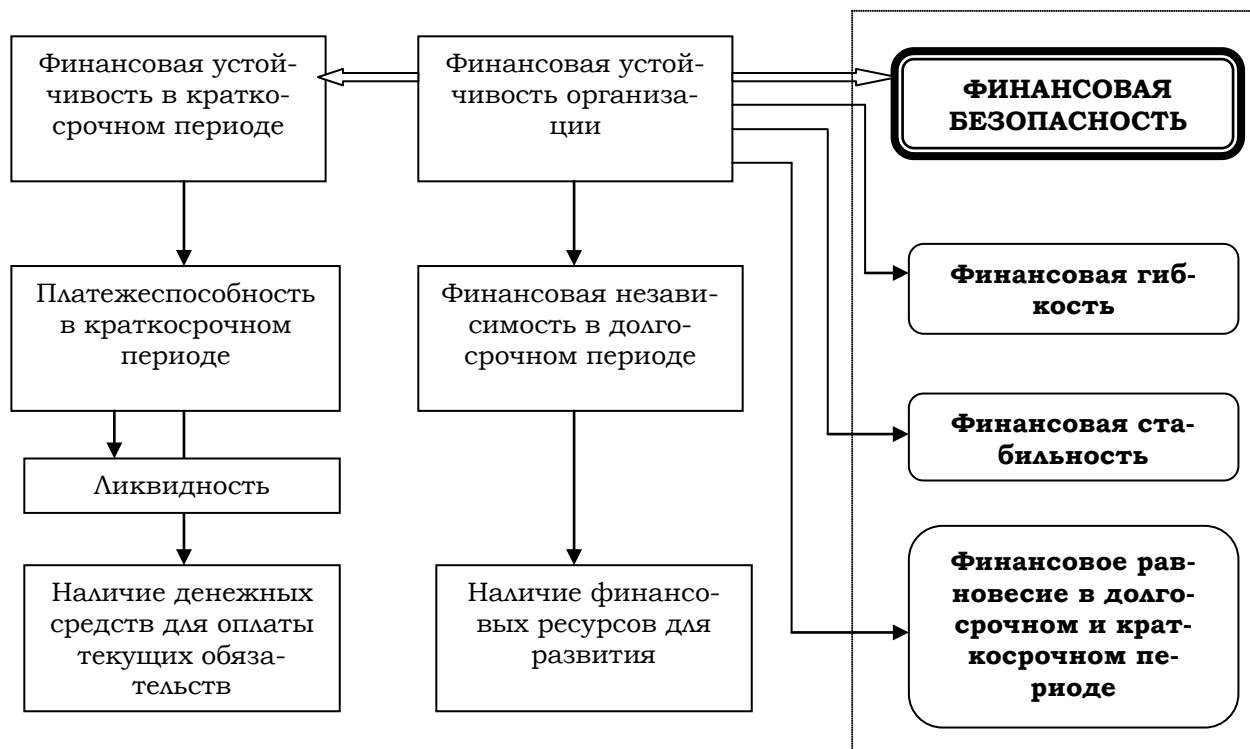 Финансовая устой-
чивость в кратко-
срочном периоде
Финансовая устой-
чивость организа-
ции
ФИНАНСОВАЯ
БЕЗОПАСНОСТЬ
Платежеспособность
в краткосрочном
периоде
Финансовая незави-
симость в долго-
срочном периоде
Финансовая гиб-
кость
Ликвидность
Финансовая ста-
бильность
Наличие денежных
средств для оплаты
текущих обяза-
тельств
Наличие финансо-
вых ресурсов для
развития
Финансовое рав-
новесие в долго-
срочном и крат-
косрочном пе-
риоде